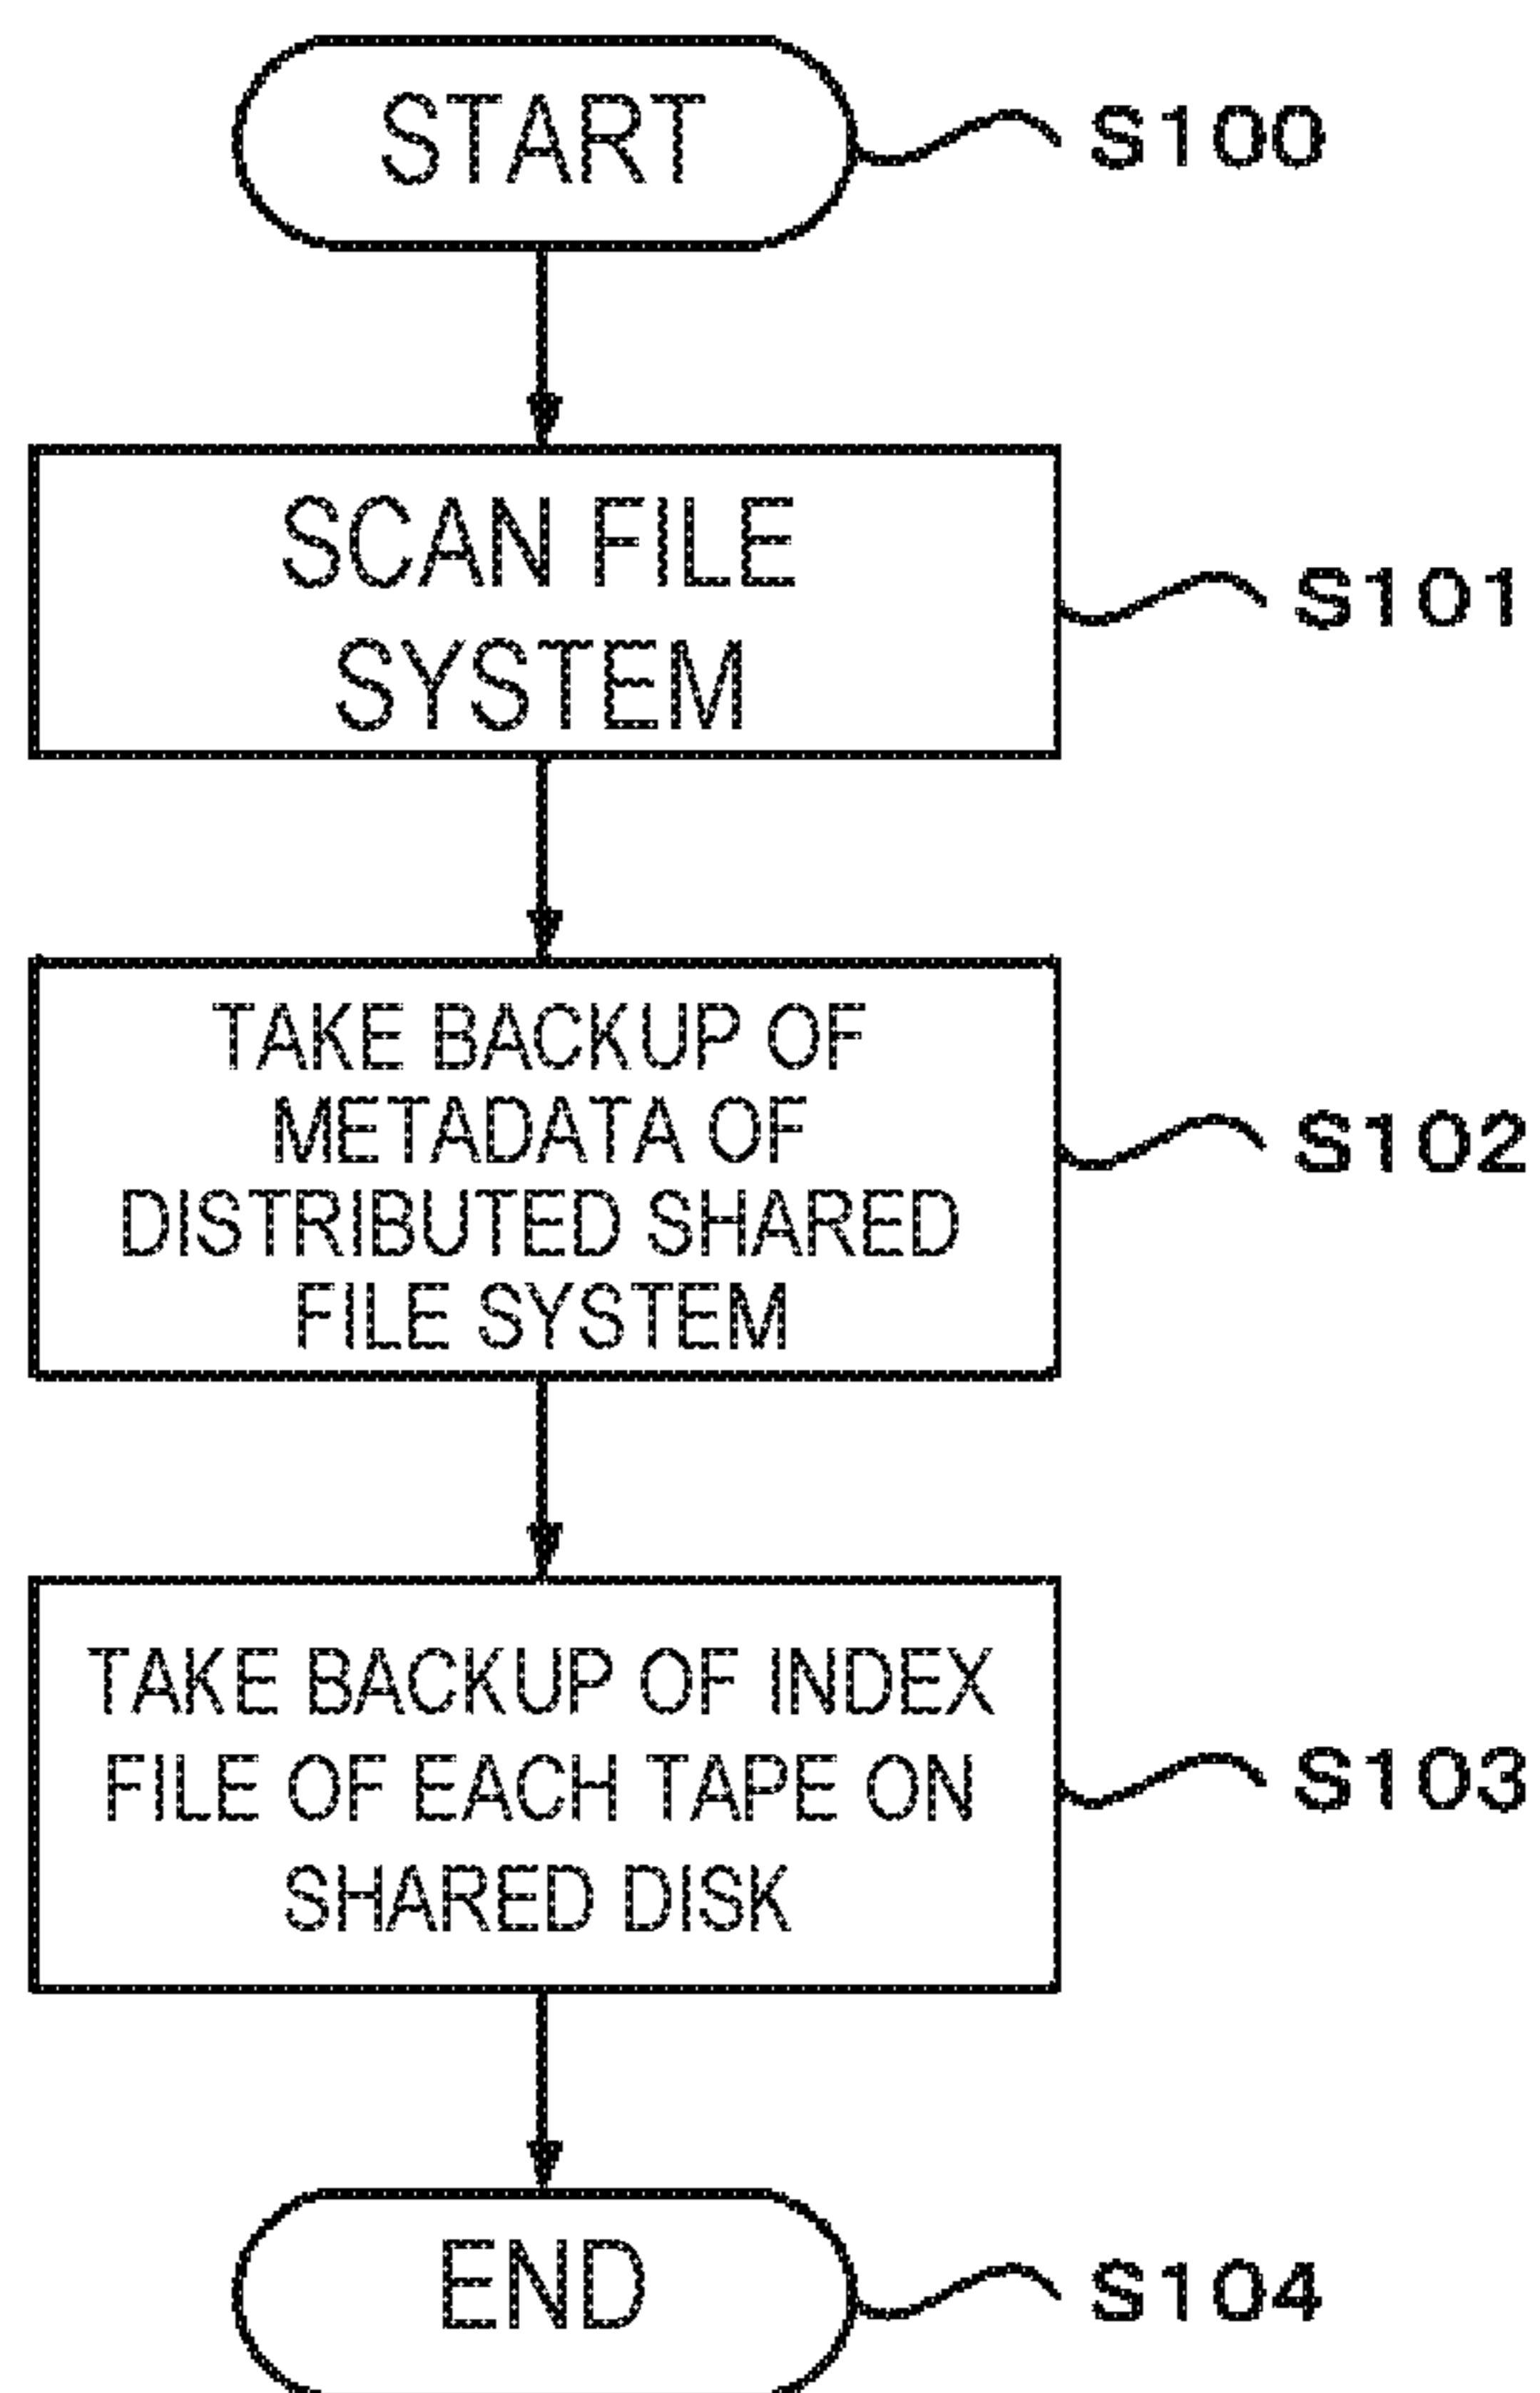 START
S100
SCAN FILE
SYSTEM
S101
TAKE BACKUP OF
METADATA OF
DISTRIBUTED SHARED
FILE SYSTEM
S102
TAKE BACKUP OF INDEX
FILE OF EACH TAPE ON
SHARED DISK
S103
END
S104